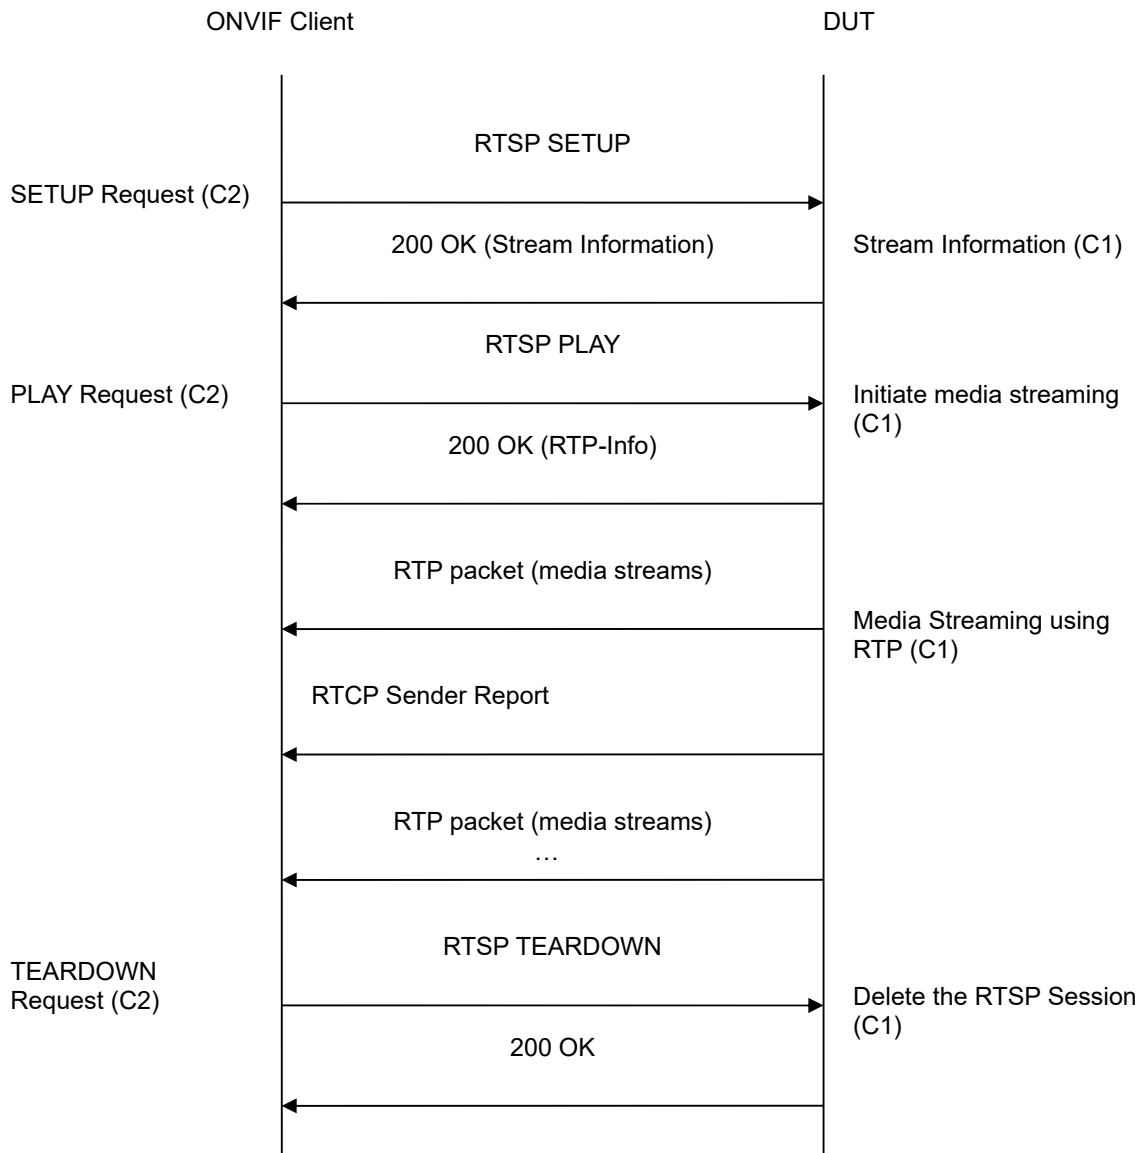 ONVIF Client
DUT
RTSP SETUP
SETUP Request (C2)
200 OK (Stream Information)
Stream Information (C1)
RTSP PLAY
PLAY Request (C2)
Initiate media streaming
(C1)
200 OK (RTP-Info)
RTP packet (media streams)
Media Streaming using
RTP (C1)
RTCP Sender Report
RTP packet (media streams)
…
RTSP TEARDOWN
TEARDOWN
Request (C2)
Delete the RTSP Session
(C1)
200 OK